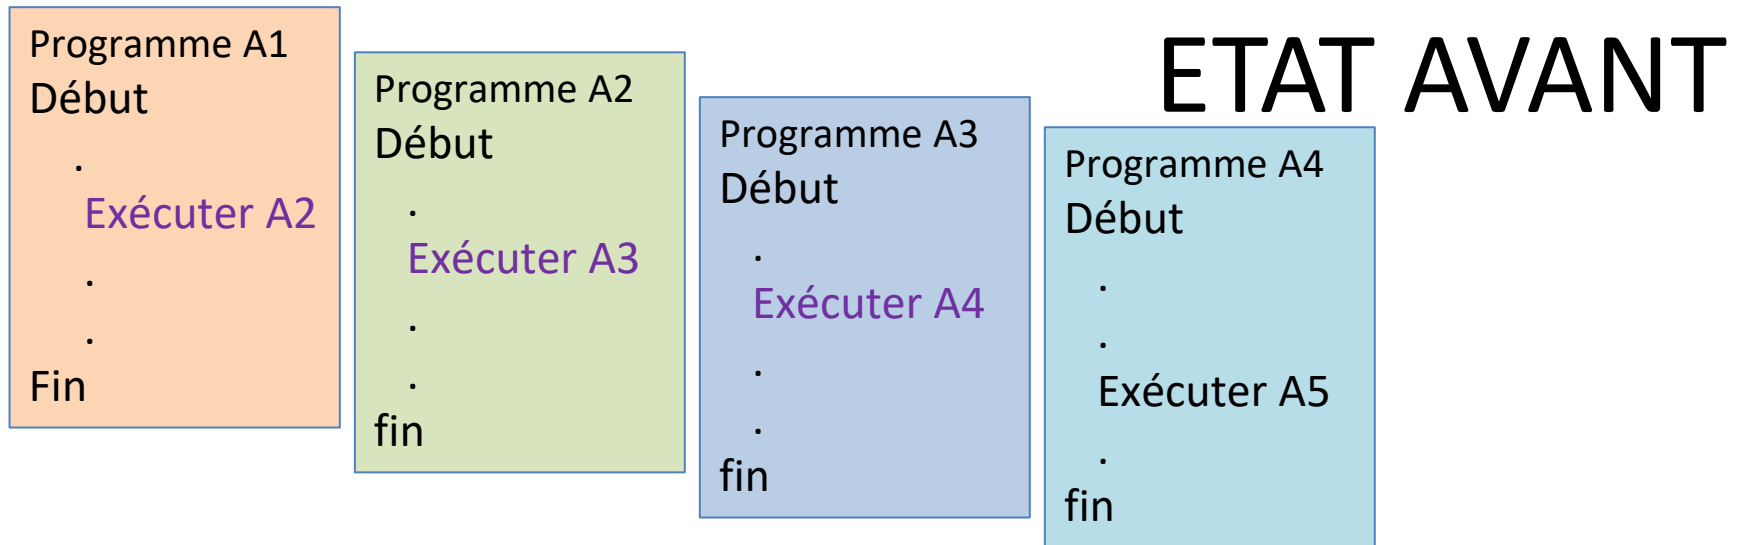 ETAT AVANT
Programme A1
Début
.
Exécuter A2
.
.
Fin
Programme A2
Début
.
Exécuter A3
.
.
fin
Programme A3
Début
.
Exécuter A4
.
.
fin
Programme A4
Début
.
.
Exécuter A5
.
fin